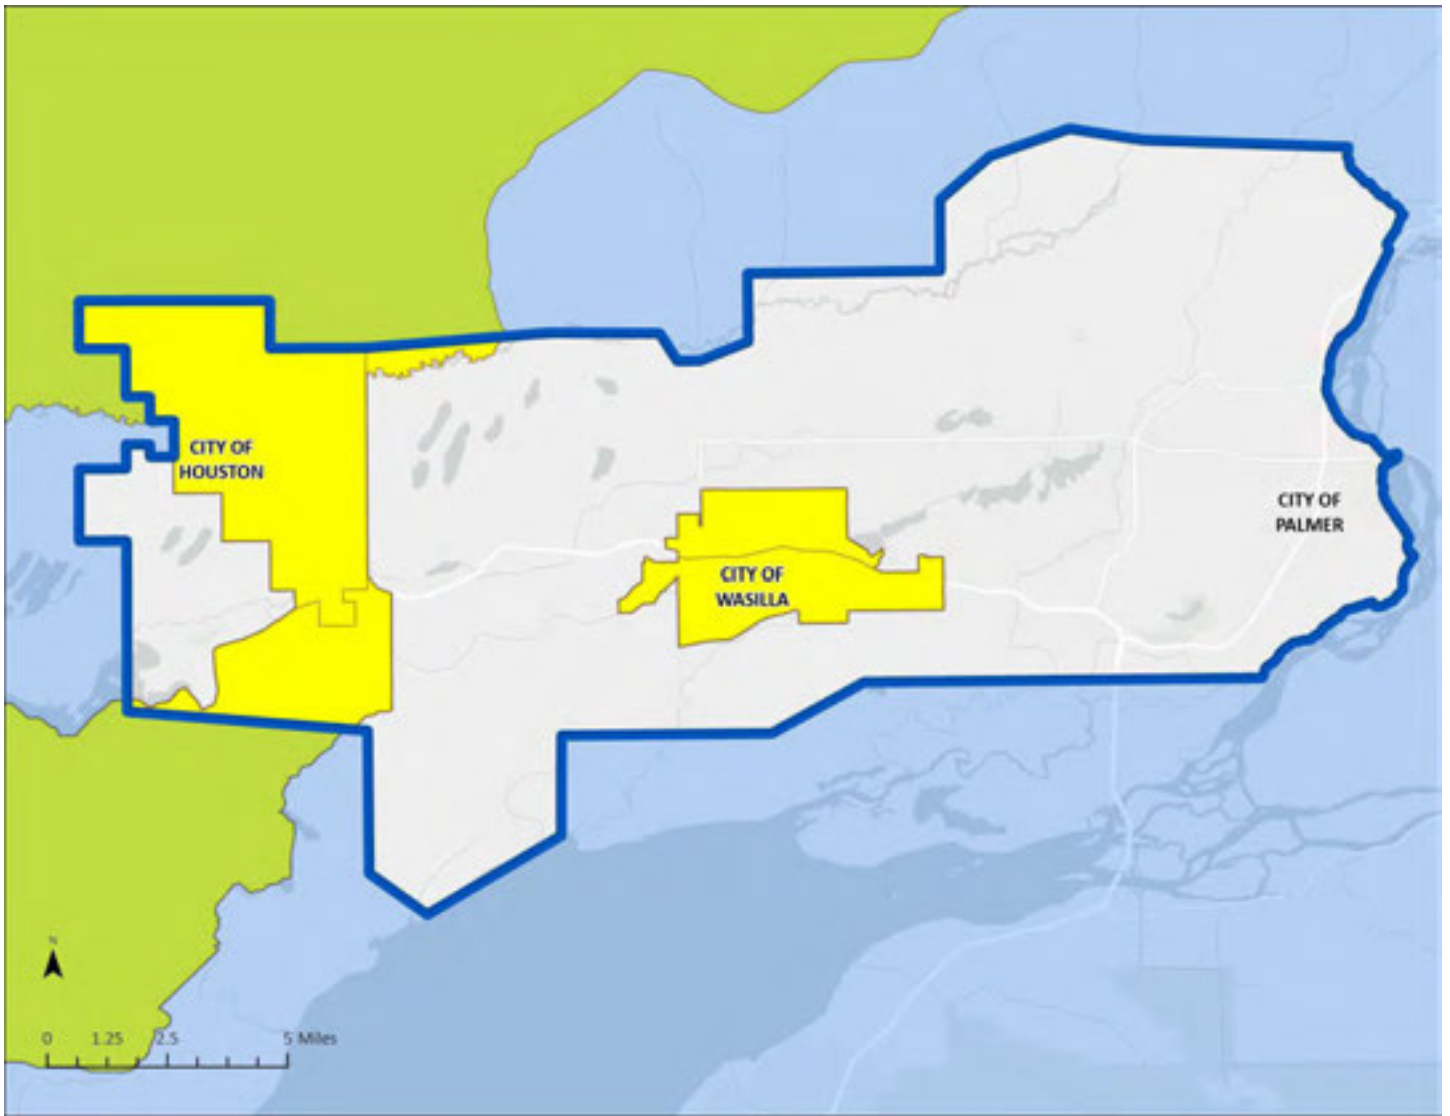 CITY OF
HOUSTON
CITY OF
PALMER
CITY OF
WASILLA
N
0 1.25 2.5 5 Miles